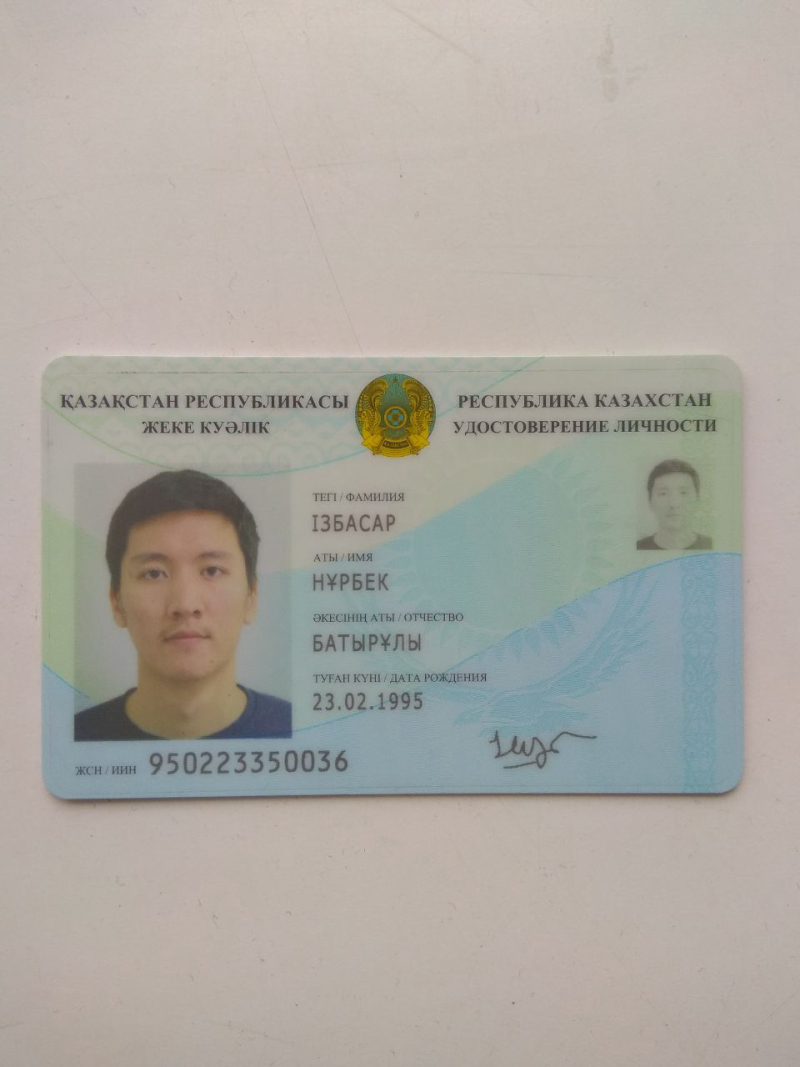 ҚАЗАҚСТАН РЕСПУБЛИКАСЫ
ЖЕКЕ КУӘЛІК
РЕСПУБЛИКА КАЗАХСТАН
УДОСТОВЕРЕНИЕ ЛИЧНОСТИ
ТЕГІ / ФАМИЛИЯ
ІЗБАСАР
АТЫ / ИМЯ
НҰРБЕК
ӘКЕСІНІҢ АТЫ / ОТЧЕСТВО
БАТЫРҰЛЫ
ТУҒАН КҮНІ / ДАТА РОЖДЕНИЯ
23.02.1995
ЖСН / ИИН 950223350036